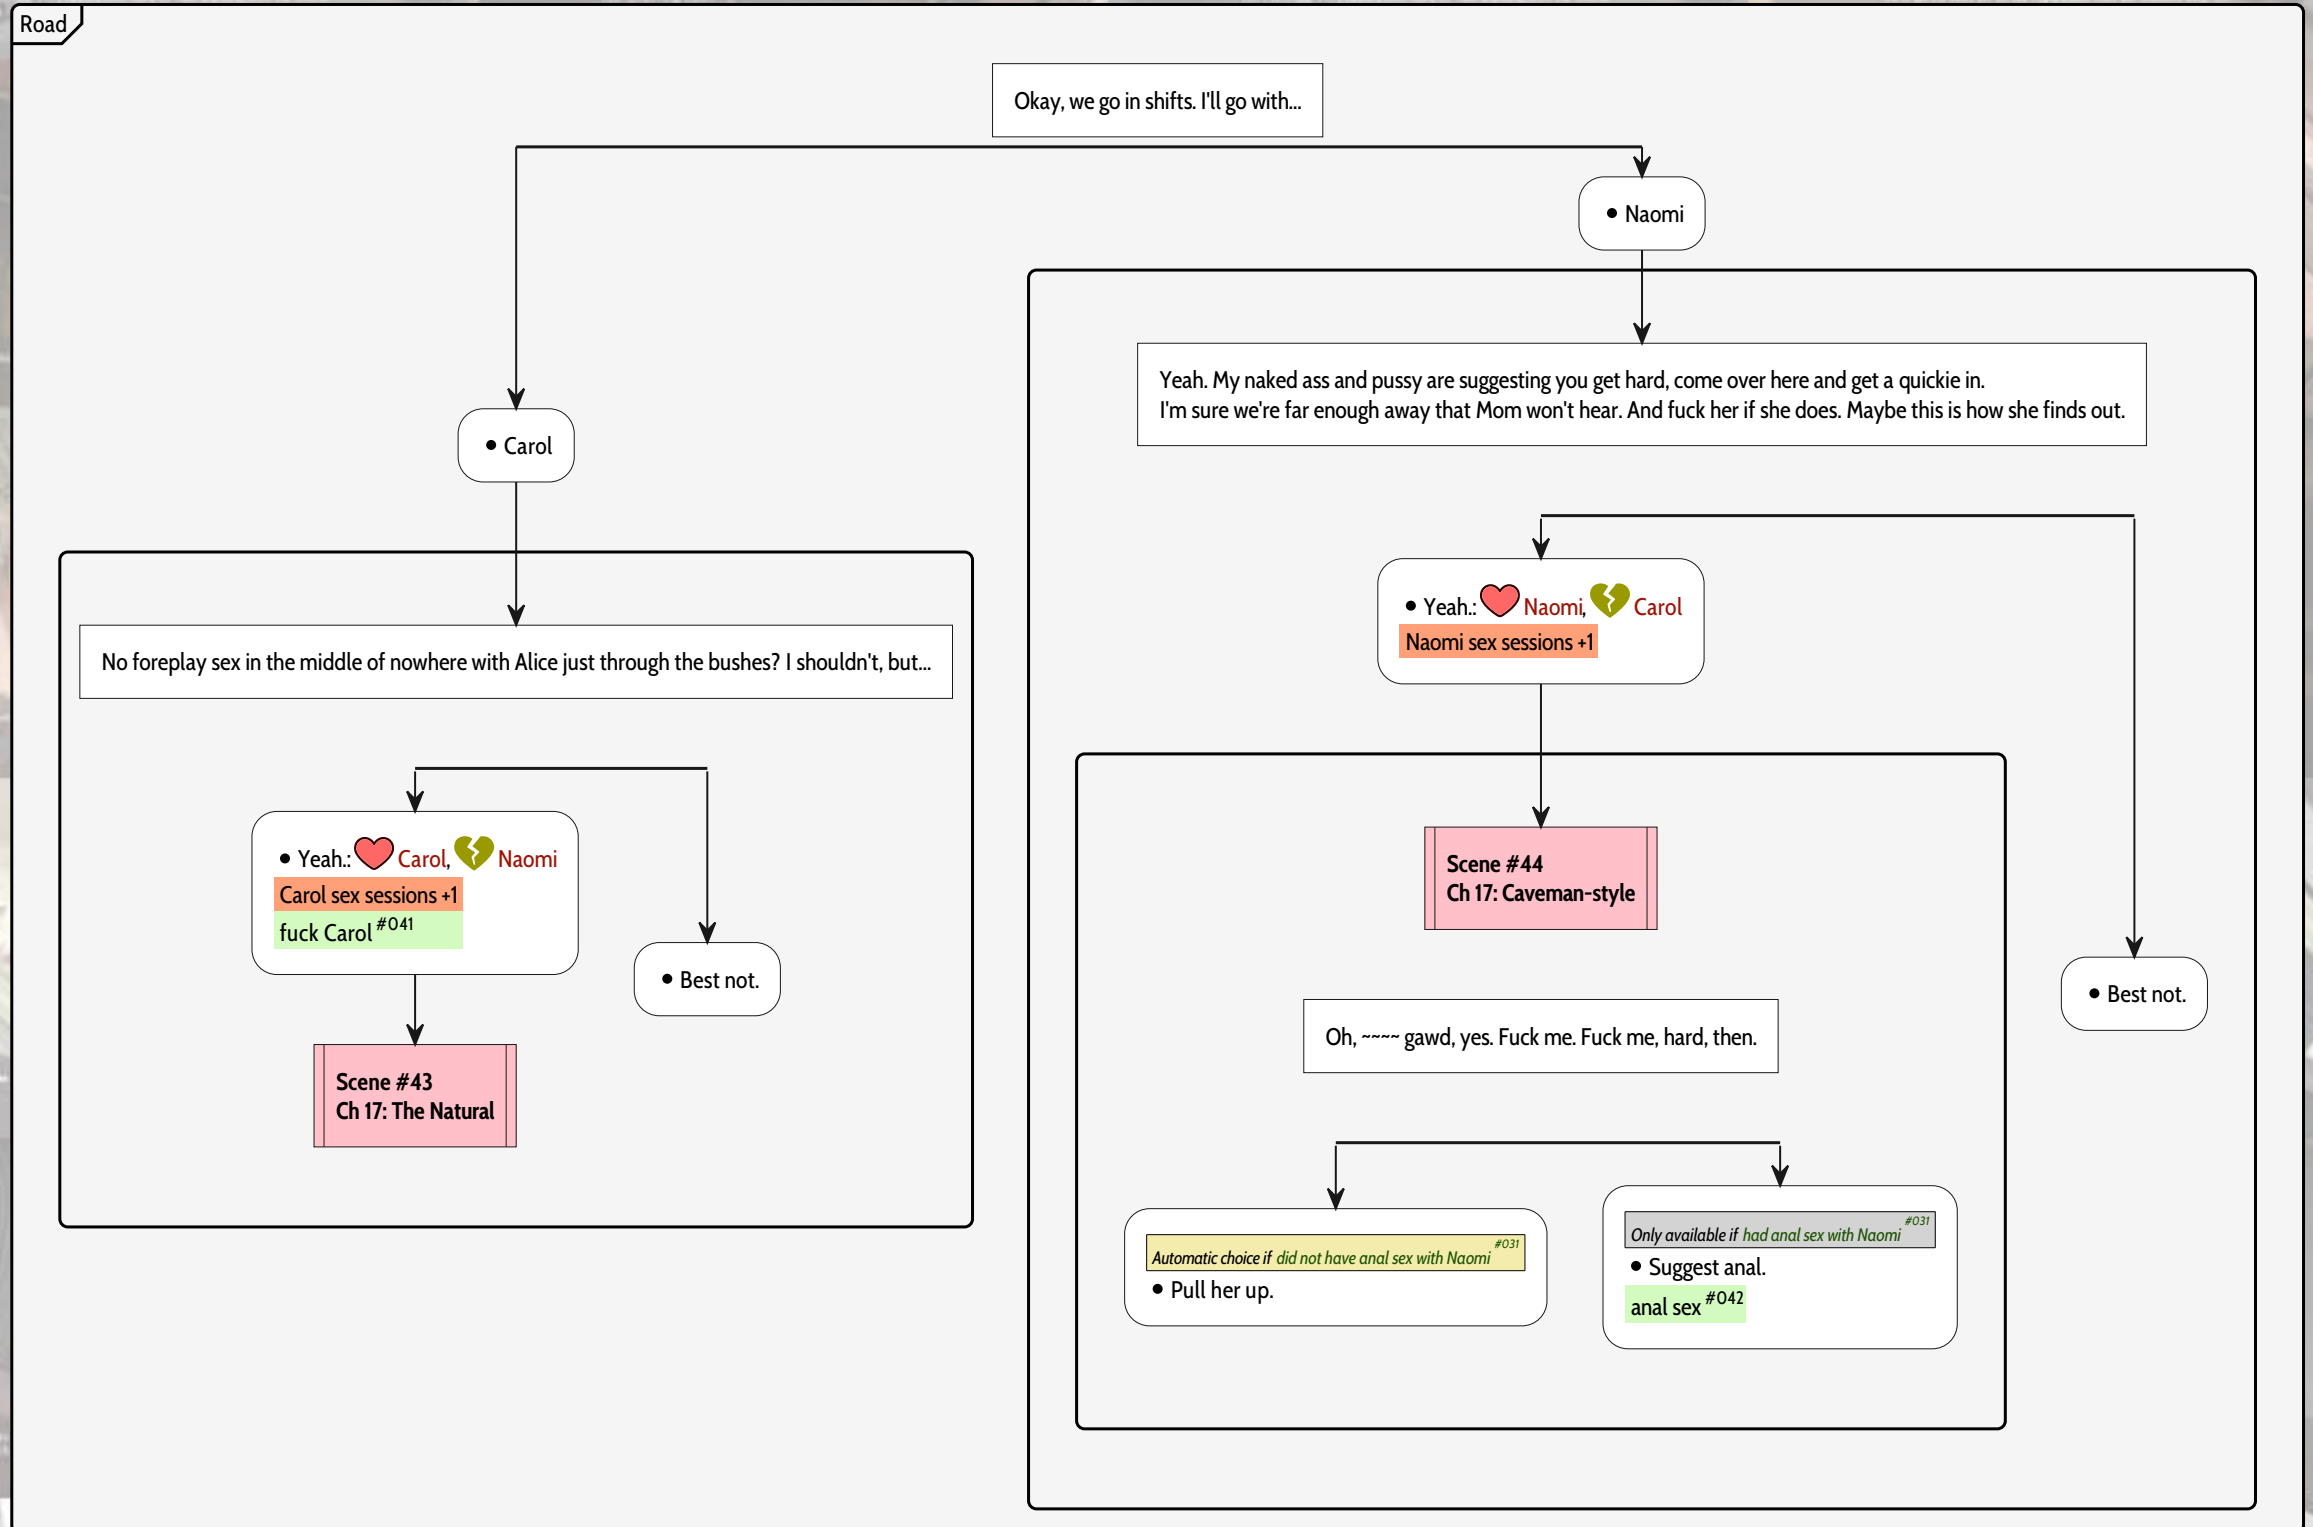 Road
Okay, we go in shifts. I'll go with...
• Naomi
Yeah. My naked ass and pussy are suggesting you get hard, come over here and get a quickie in.
I'm sure we're far enough away that Mom won't hear. And fuck her if she does. Maybe this is how she finds out.
• Carol
• Yeah.: Naomi, Carol
Naomi sex sessions +1
No foreplay sex in the middle of nowhere with Alice just through the bushes? I shouldn't, but...
• Yeah.: Carol, Naomi
Carol sex sessions +1
fuck Carol #041
• Best not.
Scene #43
Ch 17: The Natural
Scene #44
Ch 17: Caveman-style
• Best not.
Oh, ~~~~ gawd, yes. Fuck me. Fuck me, hard, then.
Automatic choice if did not have anal sex with Naomi #031
• Pull her up.
Only available if had anal sex with Naomi #031
• Suggest anal.
anal sex #042